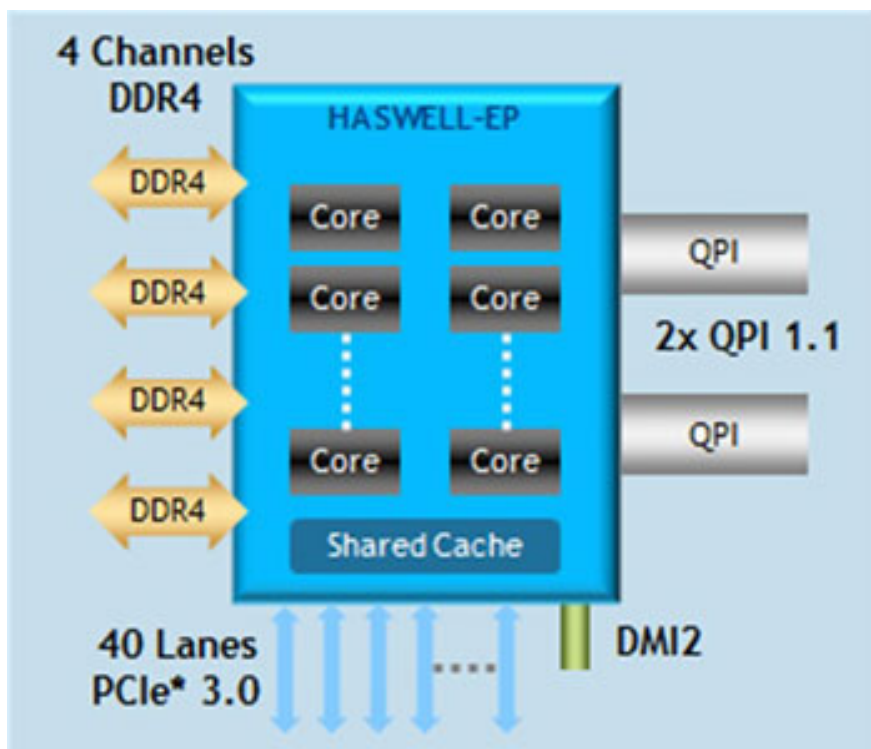 4 Channels
DDR4
HASWELL-EP
DDR4
DDR4
DDR4
DDR4
Core
Core
Core
Core
Core
Core
Shared Cache
QPI
2x QPI 1.1
QPI
40 Lanes
PCIe* 3.0
DMI2